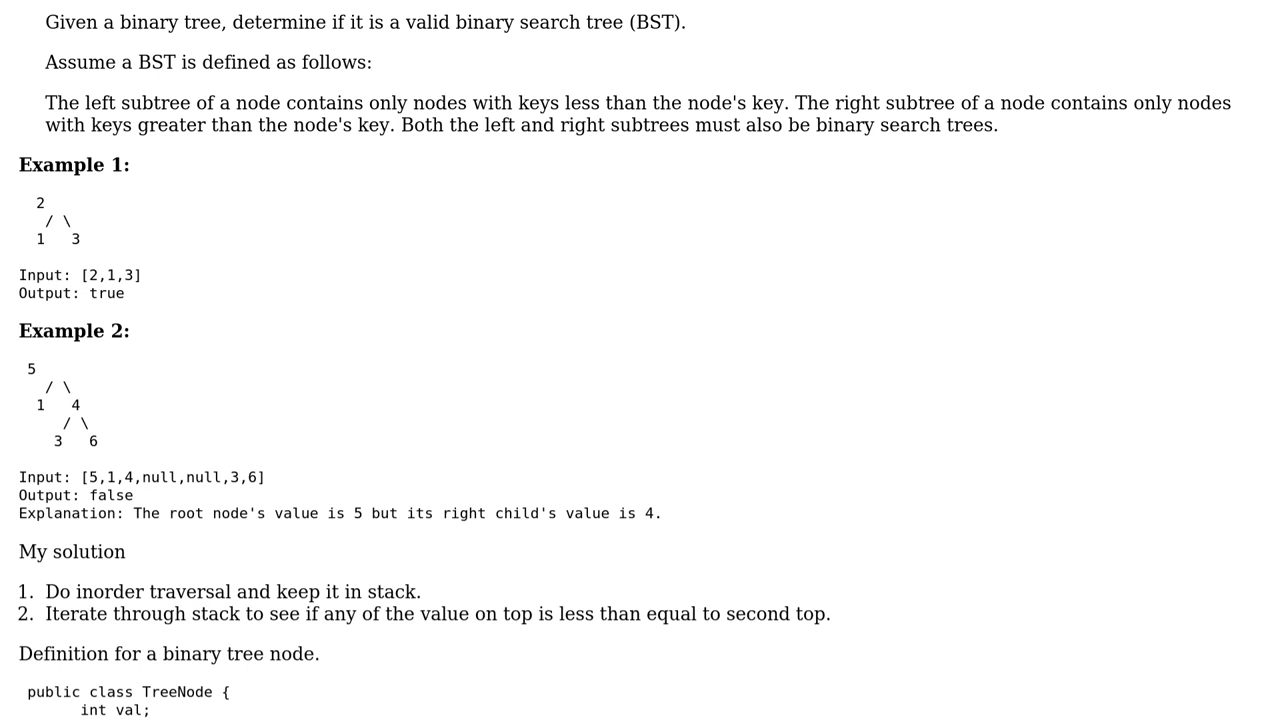 Given a binary tree, determine if it is a valid binary search tree (BST).
Assume a BST is defined as follows:
The left subtree of a node contains only nodes with keys less than the node's key. The right subtree of a node contains only nodes
with keys greater than the node's key. Both the left and right subtrees must also be binary search trees.
Example 1:
  2
   / \
  1   3
Input: [2,1,3]
Output: true
Example 2:
 5
   / \
  1   4
     / \
    3   6
Input: [5,1,4,null,null,3,6]
Output: false
Explanation: The root node's value is 5 but its right child's value is 4.
My solution
1. Do inorder traversal and keep it in stack.
2. Iterate through stack to see if any of the value on top is less than equal to second top.
Definition for a binary tree node.
 public class TreeNode {
       int val;